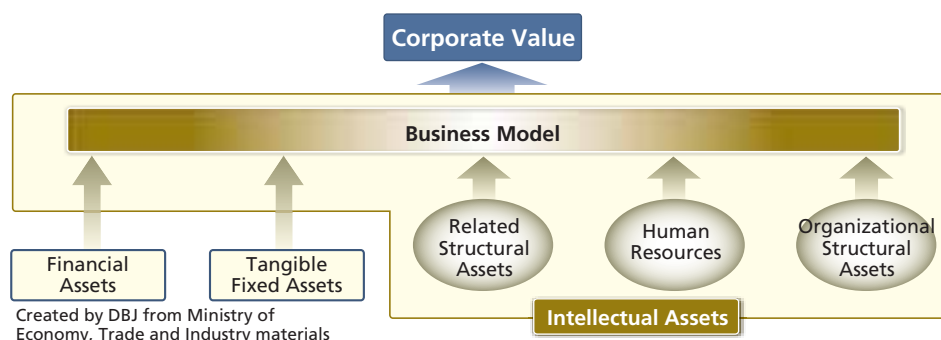 Corporate Value
Business Model
Financial
Assets
Tangible
Fixed Assets
Related
Structural
Assets
Human
Resources
Organizational
Structural
Assets
Created by DBJ from Ministry of
Economy, Trade and Industry materials
Intellectual Assets